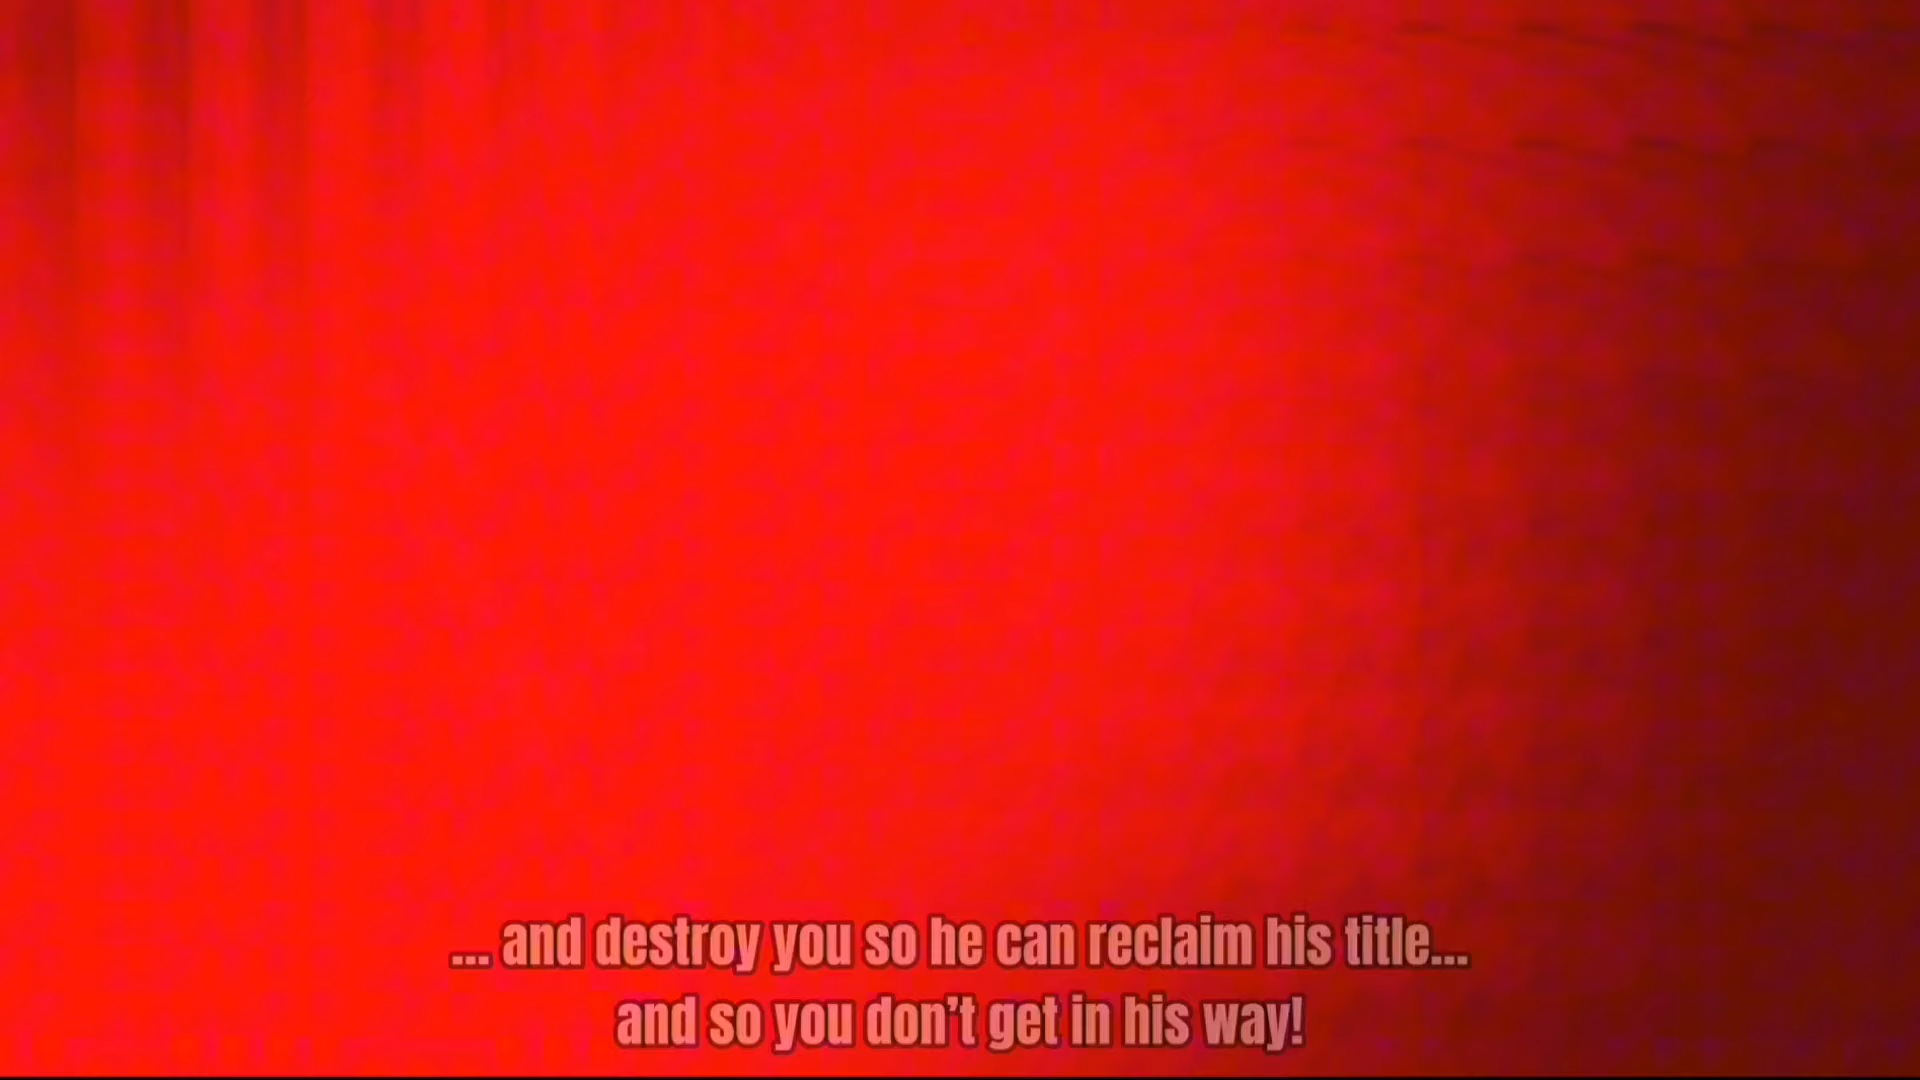 ... and destroy you so he can reclaim his title...
and so you don’t get in his way!